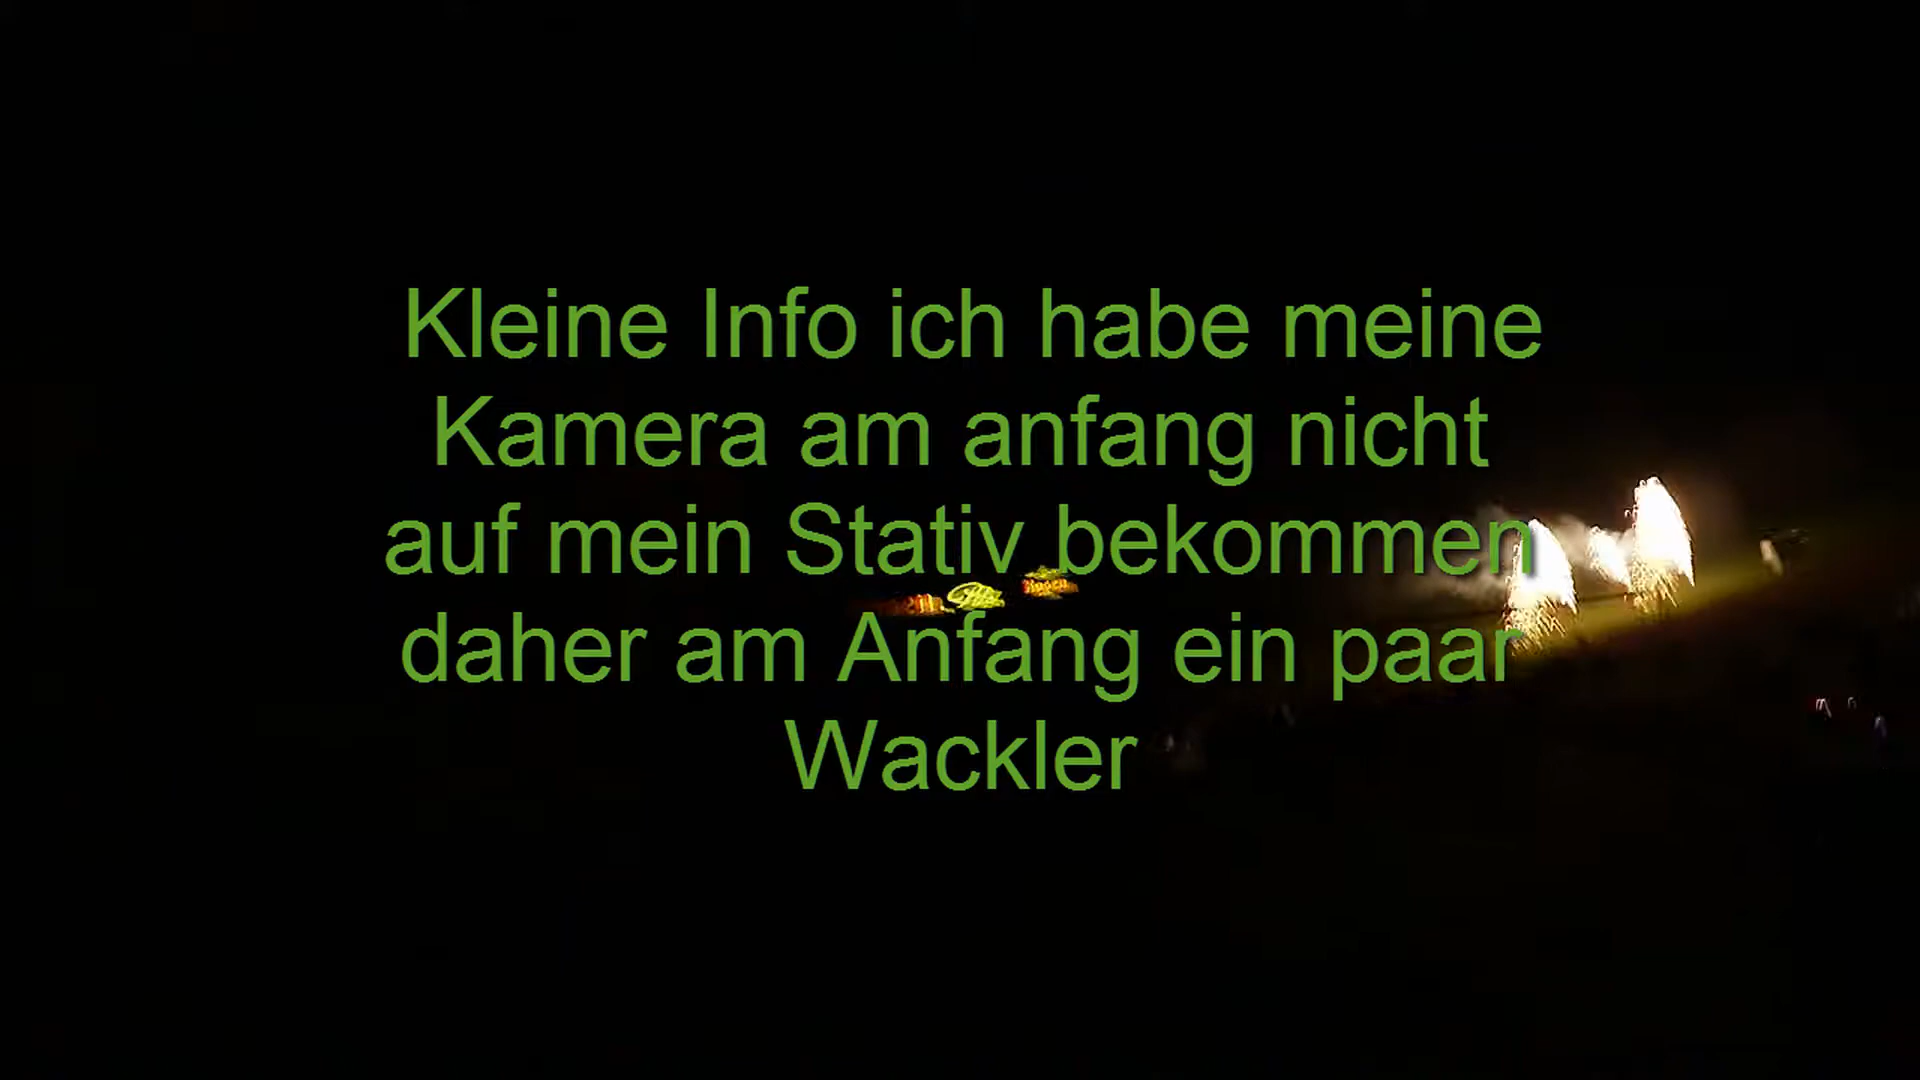 Kleine Info ich habe meine
Kamera am anfang nicht
auf mein Stativ bekommen
daher am Anfang ein paar
Wackler